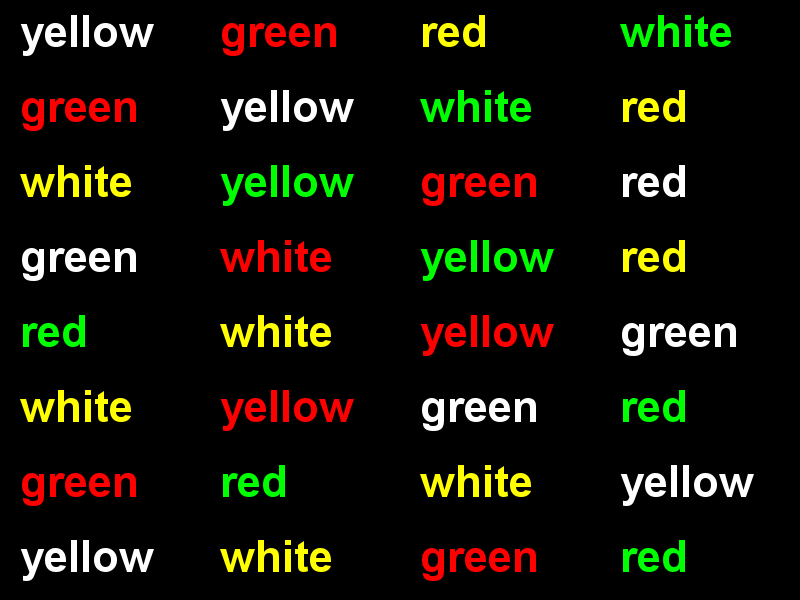 yellow green red white
green yellow white red
white yellow green red
green white yellow red
red white yellow green
white yellow green red
green red white yellow
yellow white green red